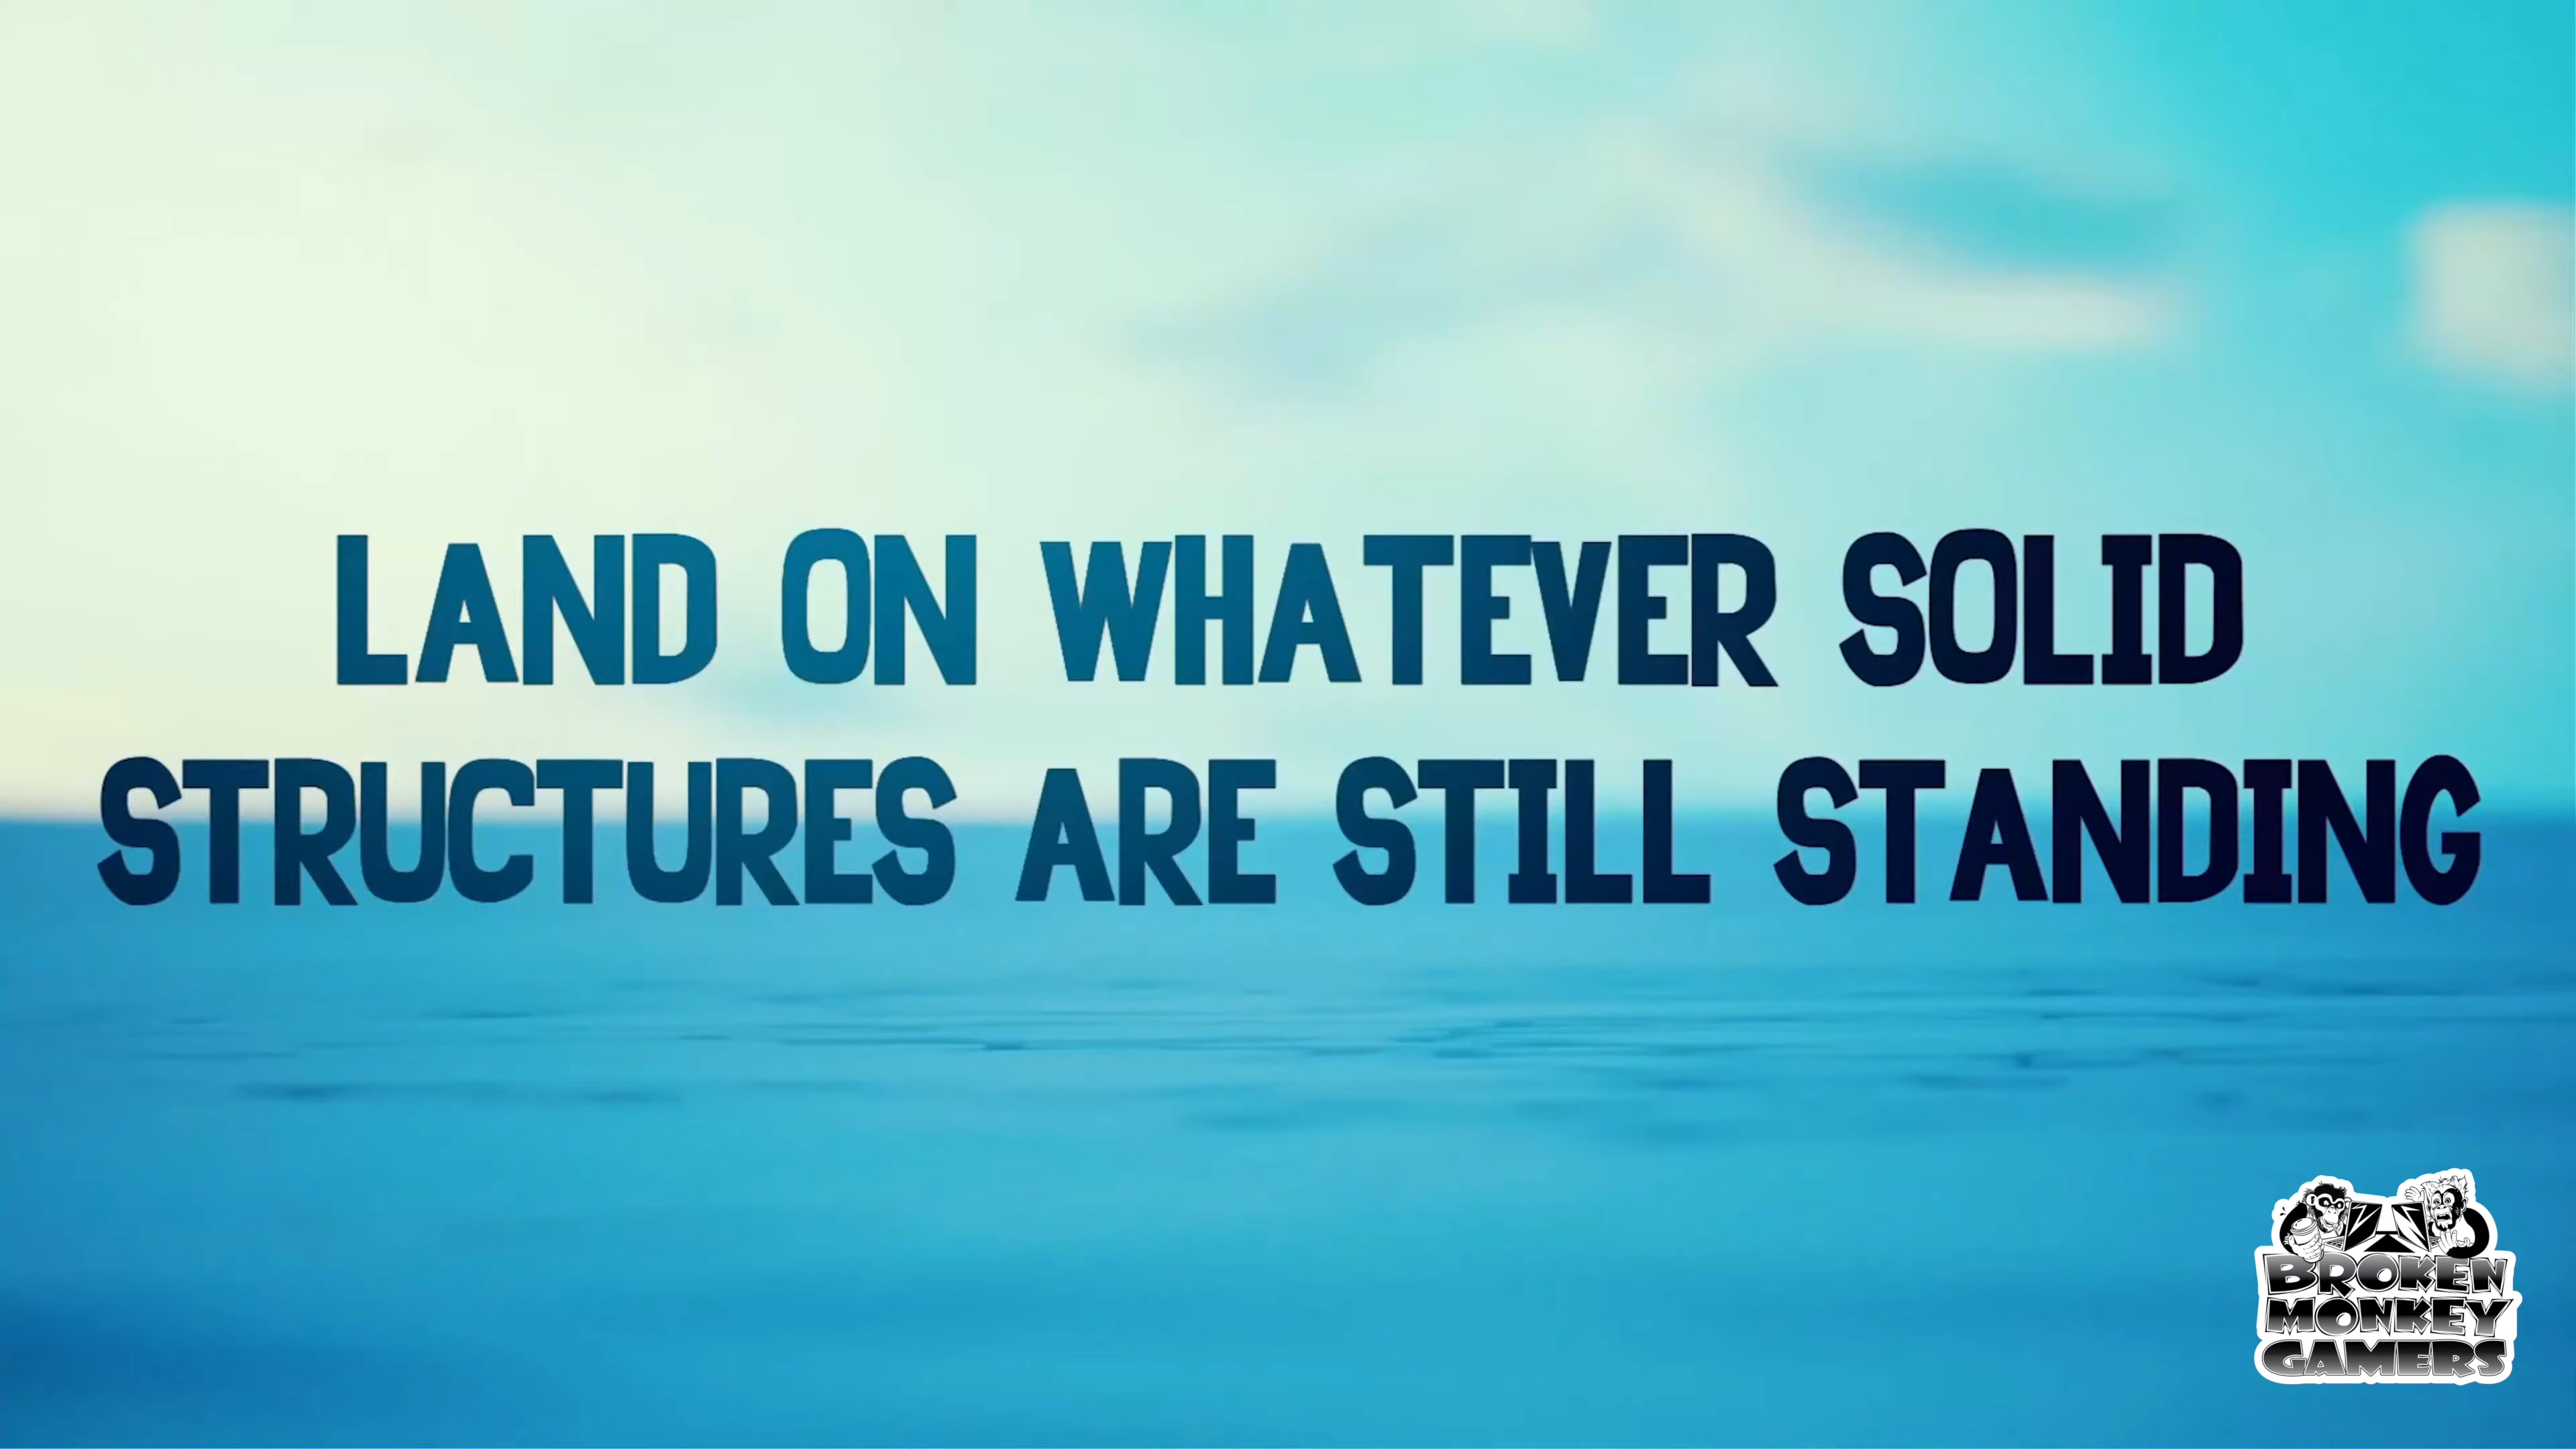 LAND ON WHATEVER SOLID
STRUCTURES ARE STILL STANDING
BROKEN
MONKEY
GAMERS